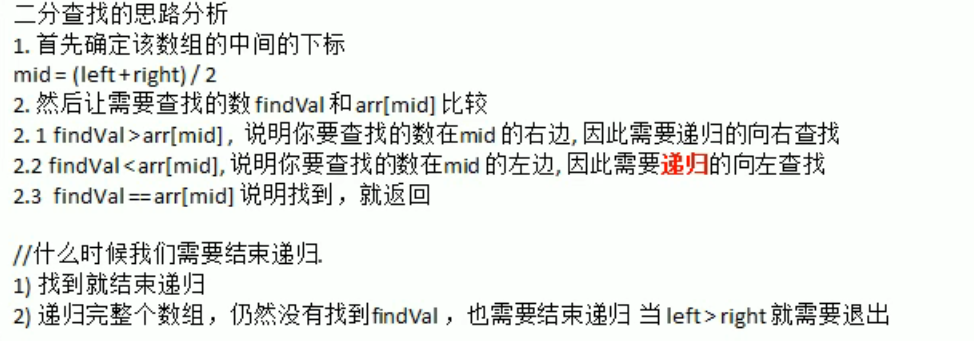 二分查找的思路分析
1. 首先确定该数组的中间的下标
mid = (left + right) / 2
2. 然后让需要查找的数 findVal 和 arr[mid] 比较
2. 1 findVal > arr[mid] , 说明你要查找的数在mid 的右边, 因此需要递归的向右查找
2.2 findVal < arr[mid], 说明你要查找的数在mid 的左边, 因此需要递归的向左查找
2.3 findVal == arr[mid] 说明找到，就返回
//什么时候我们需要结束递归.
1) 找到就结束递归
2) 递归完整个数组，仍然没有找到findVal ，也需要结束递归 当 left > right 就需要退出